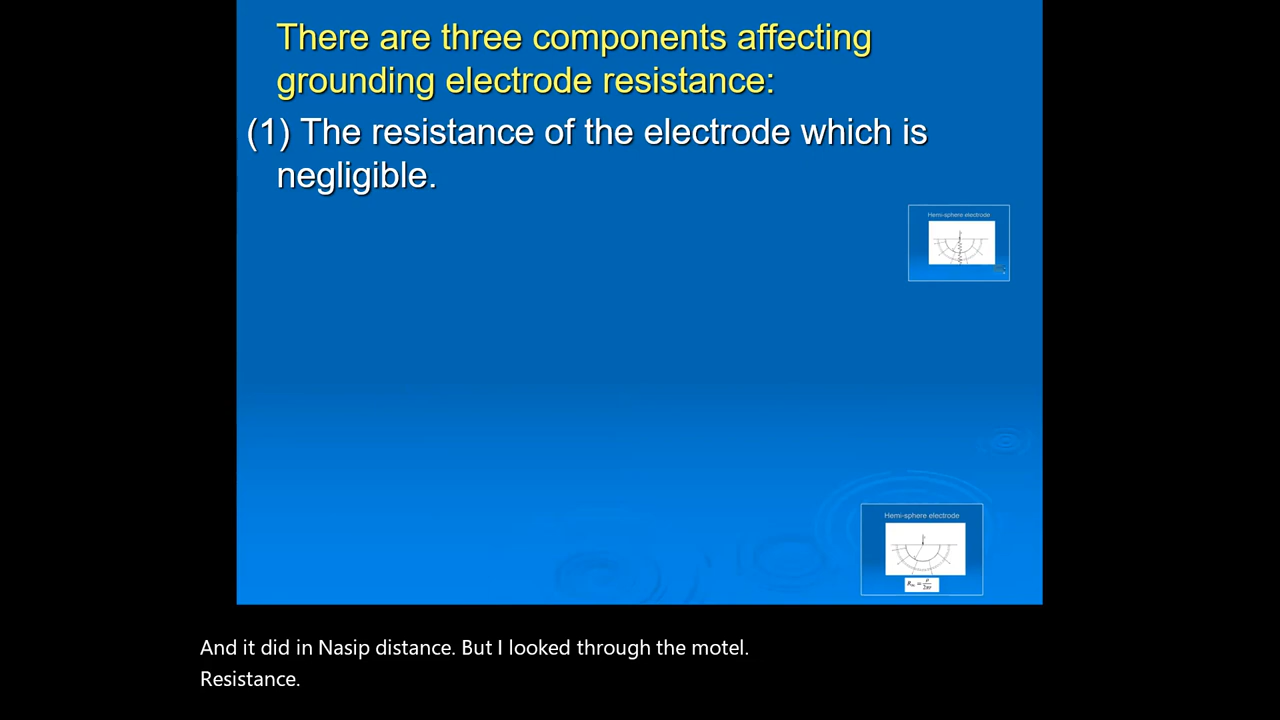 There are three components affecting
grounding electrode resistance:
(1) The resistance of the electrode which is
negligible.
Hemi-sphere electrode
Hemi-sphere electrode
And it did in Nasip distance. But I looked through the motel.
Resistance.